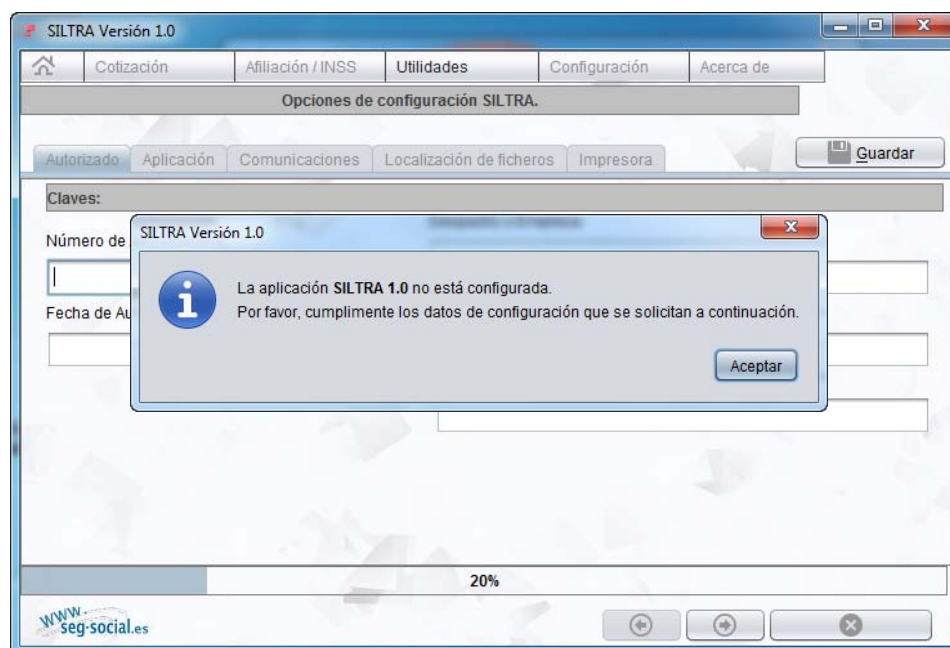 SILTRA Versión 1.0
Cotización
Afiliación / INSS
Utilidades
Configuración
Acerca de
Opciones de configuración SILTRA.
Autorizado
Aplicación
Comunicaciones
Localización de ficheros
Impresora
Guardar
Claves:
Número de
Fecha de Au
SILTRA Versión 1.0
La aplicación SILTRA 1.0 no está configurada.
Por favor, cumplimente los datos de configuración que se solicitan a continuación.
Aceptar
20%
www.
seg-social.es